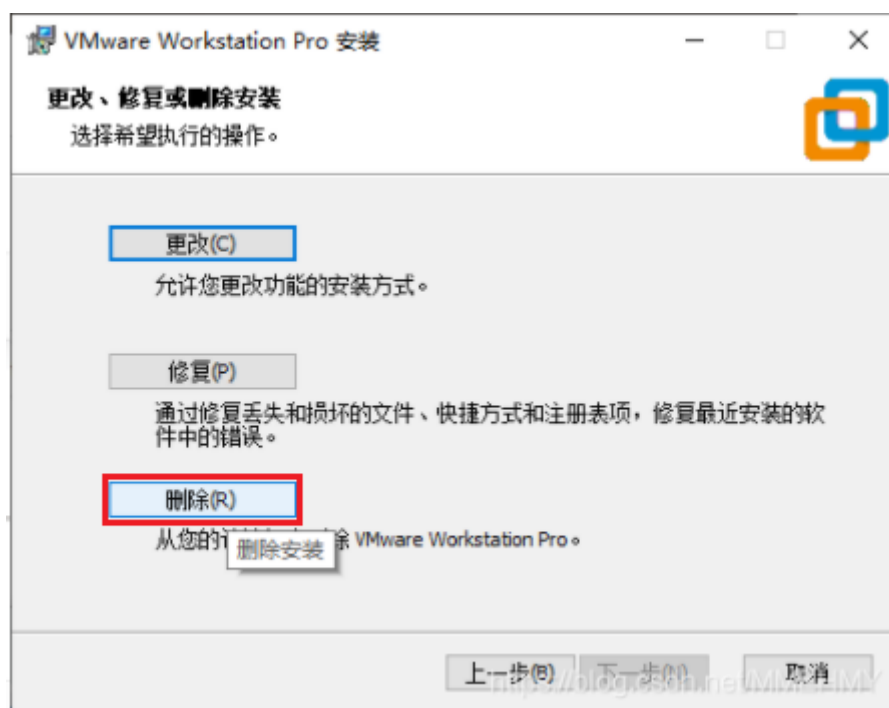 VMware Workstation Pro 安装
更改、修复或删除安装
选择希望执行的操作。
更改(C)
允许您更改功能的安装方式。
修复(P)
通过修复丢失和损坏的文件、快捷方式和注册表项，修复最近安装的软
件中的错误。
删除(R)
从您的 除 VMware Workstation Pro。
删除安装
上一步(B) 下一步(N) 取消